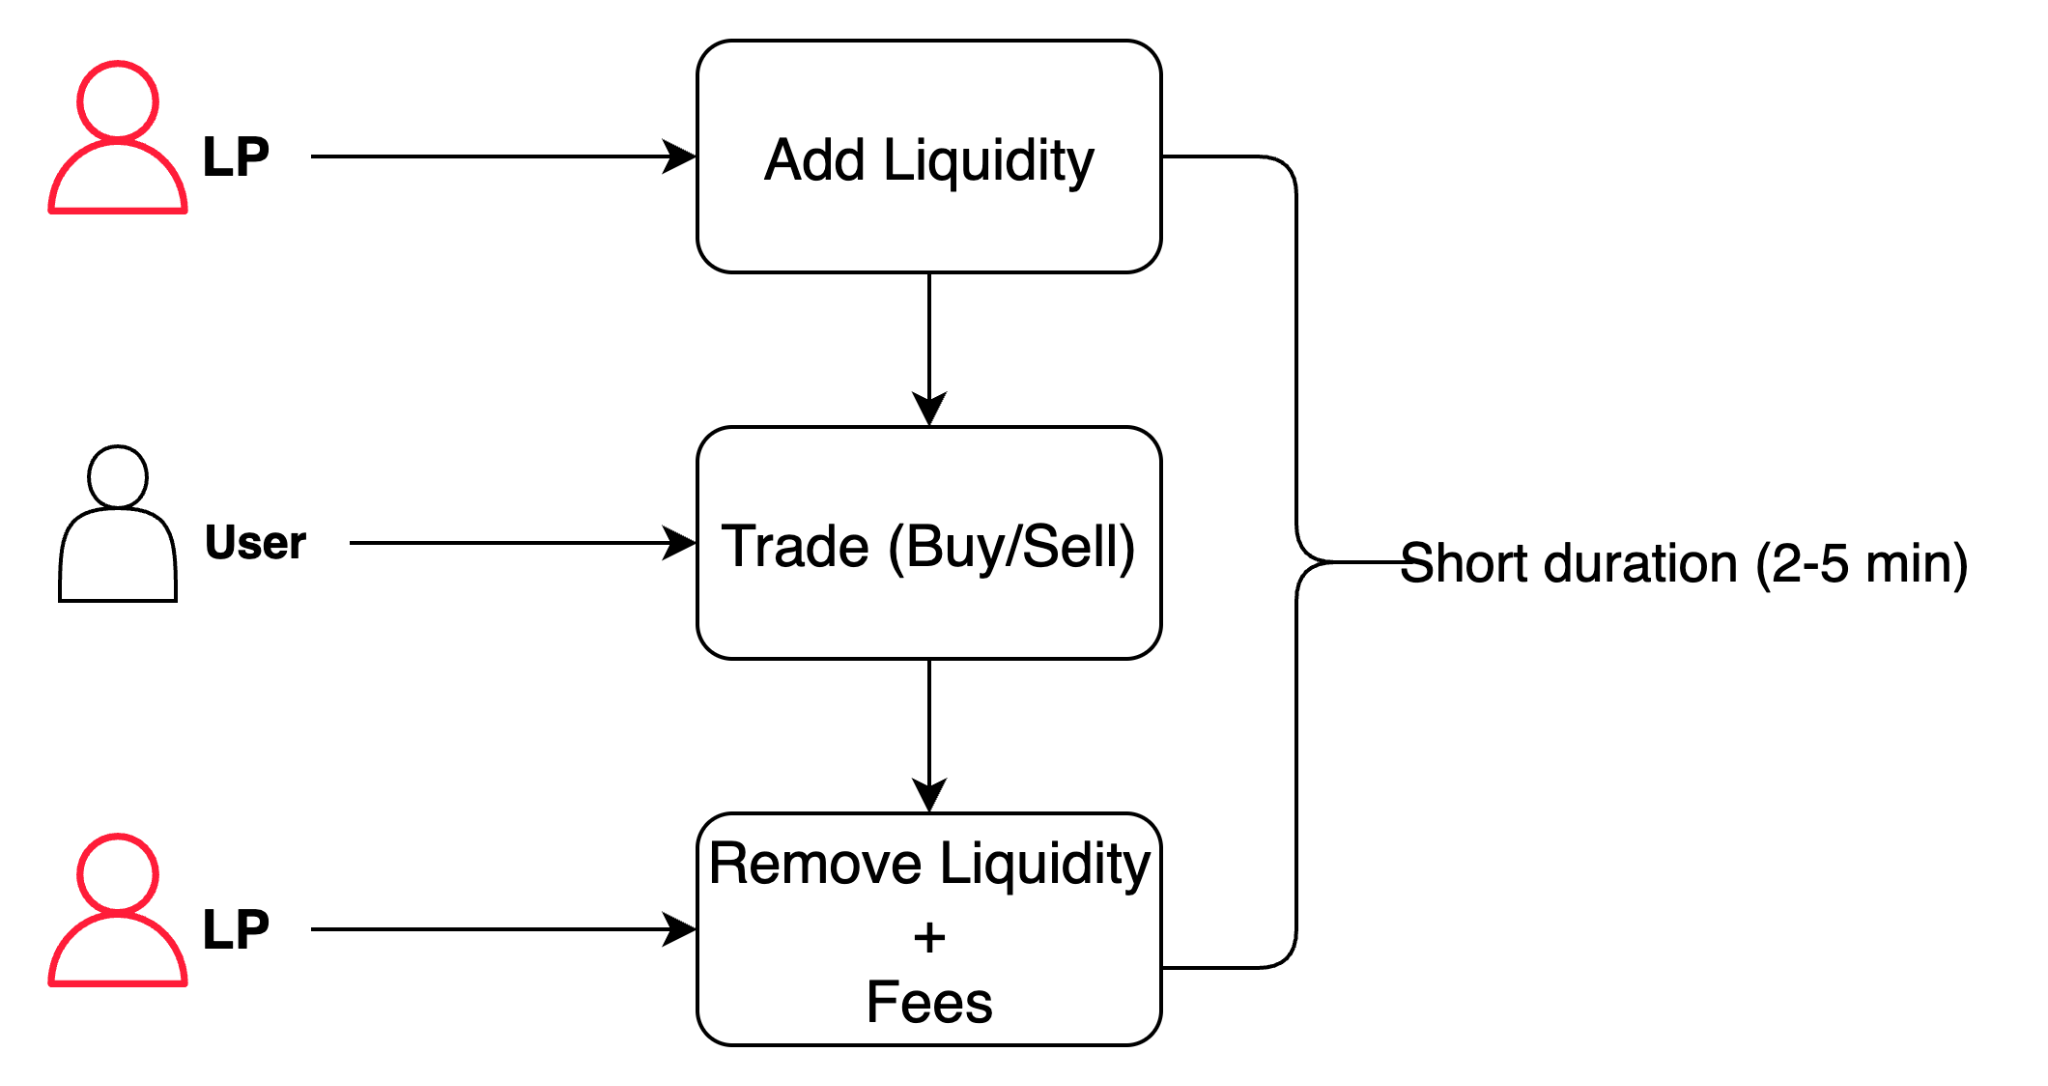 LP
Add Liquidity
User
Trade (Buy/Sell)
Short duration (2-5 min)
LP
Remove Liquidity
+
Fees